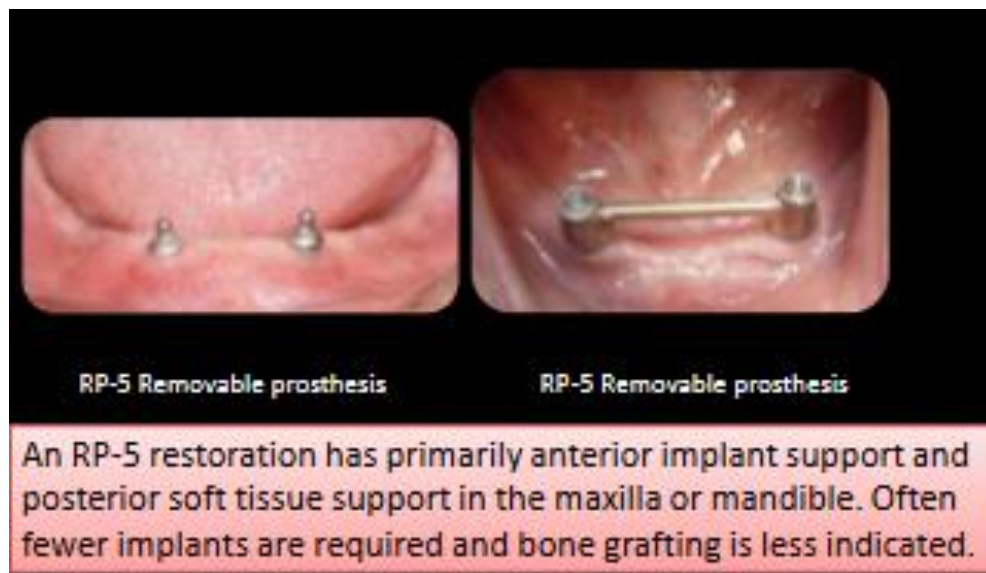 RP-5 Removable prosthesis
RP-5 Removable prosthesis
An RP-5 restoration has primarily anterior implant support and
posterior soft tissue support in the maxilla or mandible. Often
fewer implants are required and bone grafting is less indicated.